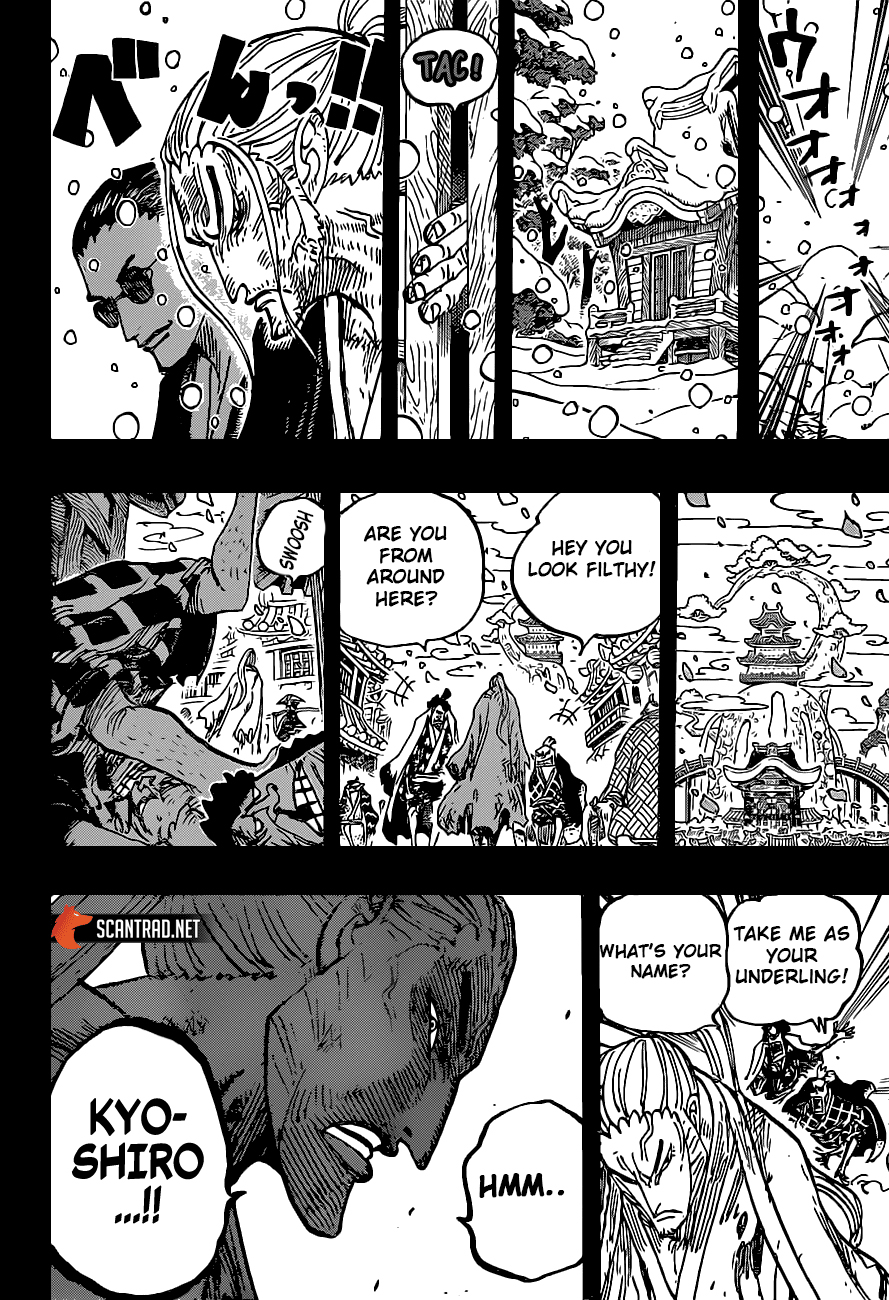 ウオオオオオ
TAC!
べんっ!!
HEY YOU
LOOK FILTHY!
ARE YOU
FROM
AROUND
HERE?
SWOOSH
TAKE ME AS
YOUR
UNDERLING!
WHAT'S YOUR
NAME?
HMM..
KYO-
SHIRO
...!!
SCANTRAD.NET